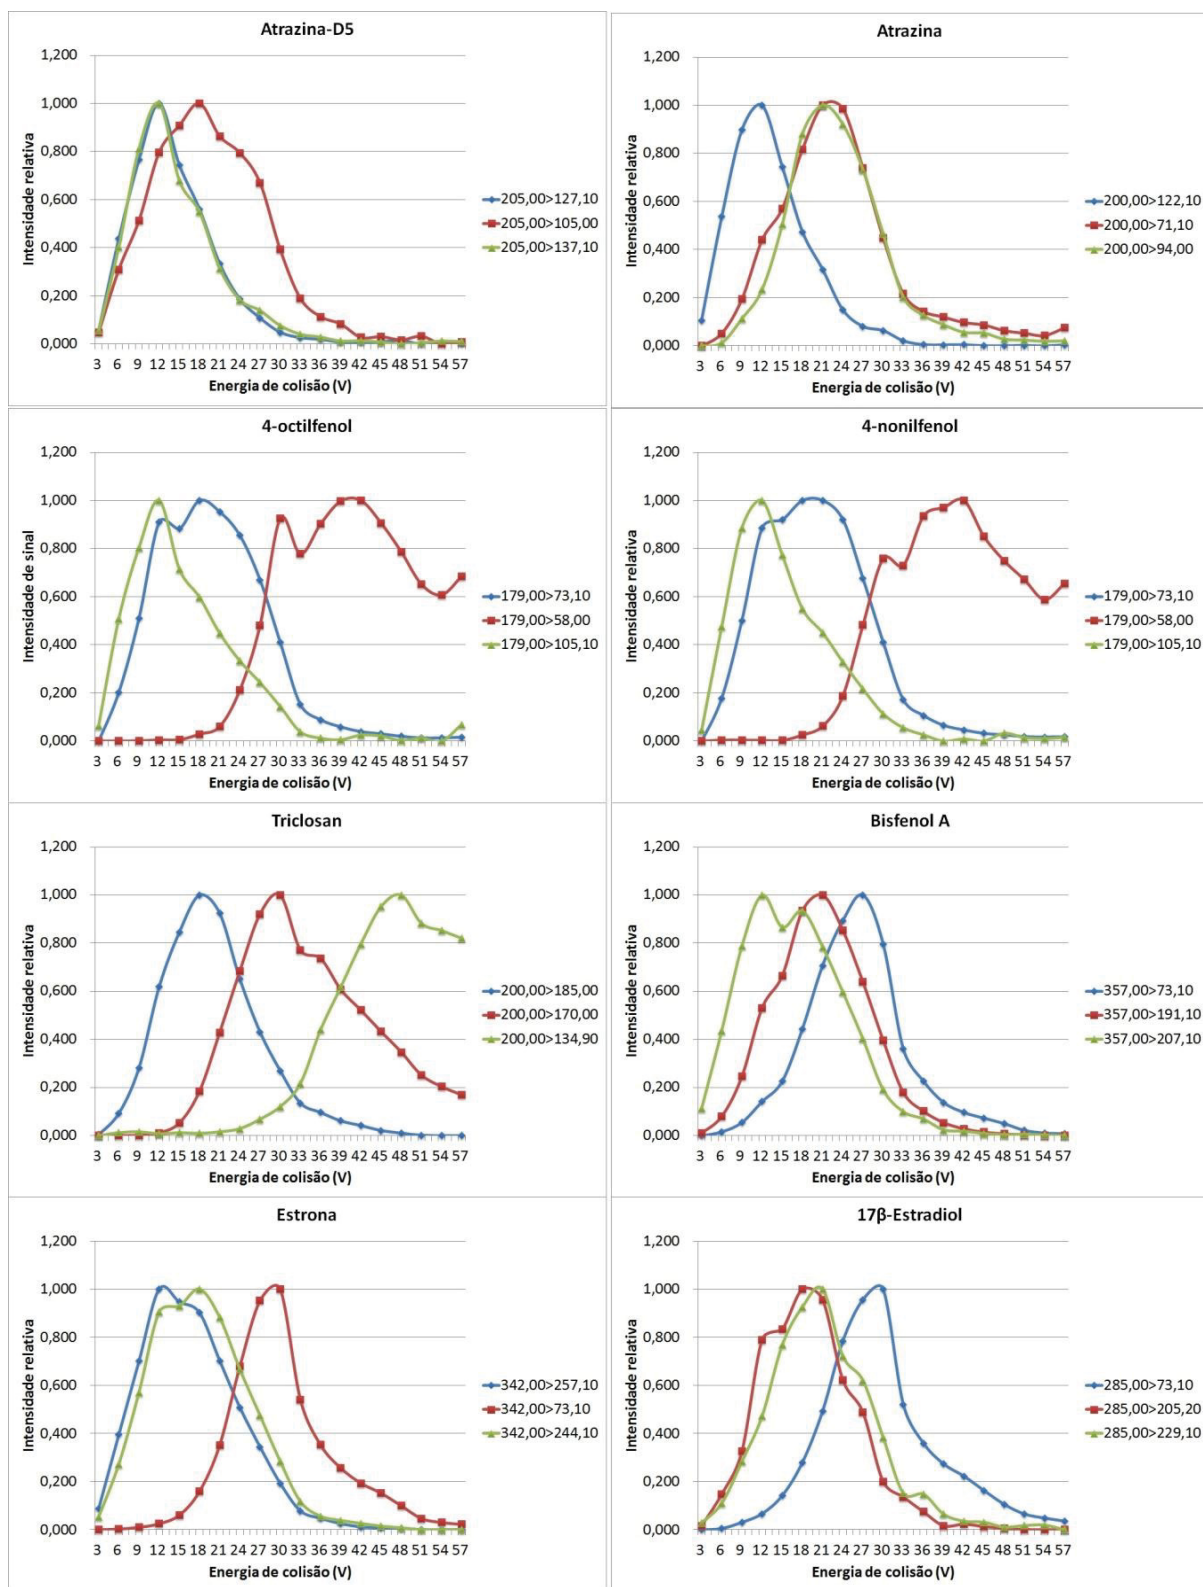 Atrazina-D5
1,200
1,000
0,800
0,600
0,400
0,200
0,000
Intensidade relativa
3 6 9 12 15 18 21 24 27 30 33 36 39 42 45 48 51 54 57
Energia de colisão (V)
205,00>127,10
205,00>105,00
205,00>137,10
Atrazina
1,200
1,000
0,800
0,600
0,400
0,200
0,000
Intensidade relativa
3 6 9 12 15 18 21 24 27 30 33 36 39 42 45 48 51 54 57
Energia de colisão (V)
200,00>122,10
200,00>71,10
200,00>94,00
4-octilfenol
1,200
1,000
0,800
0,600
0,400
0,200
0,000
Intensidade de sinal
3 6 9 12 15 18 21 24 27 30 33 36 39 42 45 48 51 54 57
Energia de colisão (V)
179,00>73,10
179,00>58,00
179,00>105,10
4-nonilfenol
1,200
1,000
0,800
0,600
0,400
0,200
0,000
Intensidade relativa
3 6 9 12 15 18 21 24 27 30 33 36 39 42 45 48 51 54 57
Energia de colisão (V)
179,00>73,10
179,00>58,00
179,00>105,10
Triclosan
1,200
1,000
0,800
0,600
0,400
0,200
0,000
Intensidade relativa
3 6 9 12 15 18 21 24 27 30 33 36 39 42 45 48 51 54 57
Energia de colisão (V)
200,00>185,00
200,00>170,00
200,00>134,90
Bisfenol A
1,200
1,000
0,800
0,600
0,400
0,200
0,000
Intensidade relativa
3 6 9 12 15 18 21 24 27 30 33 36 39 42 45 48 51 54 57
Energia de colisão (V)
357,00>73,10
357,00>191,10
357,00>207,10
Estrona
1,200
1,000
0,800
0,600
0,400
0,200
0,000
Intensidade relativa
3 6 9 12 15 18 21 24 27 30 33 36 39 42 45 48 51 54 57
Energia de colisão (V)
342,00>257,10
342,00>73,10
342,00>244,10
17β-Estradiol
1,200
1,000
0,800
0,600
0,400
0,200
0,000
Intensidade relativa
3 6 9 12 15 18 21 24 27 30 33 36 39 42 45 48 51 54 57
Energia de colisão (V)
285,00>73,10
285,00>205,20
285,00>229,10